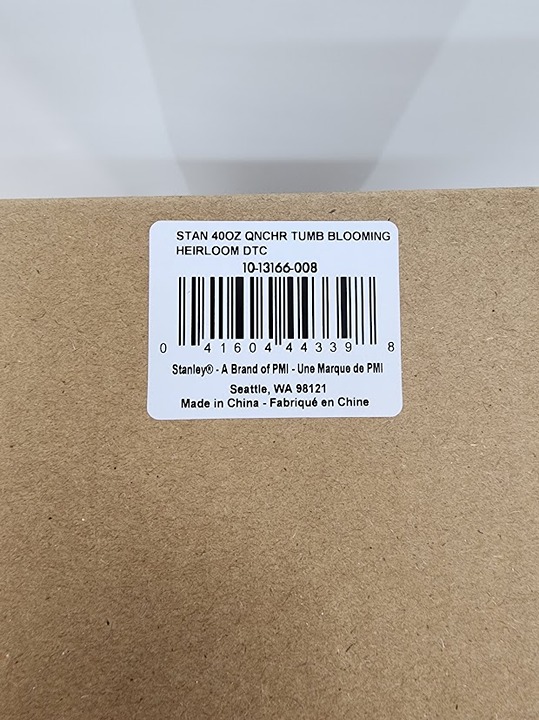 STAN 40OZ QNCHR TUMB BLOOMING
HEIRLOOM DTC
10-13166-008
0 41604 44339 8
Stanley® - A Brand of PMI - Une Marque de PMI
Seattle, WA 98121
Made in China - Fabriqué en Chine